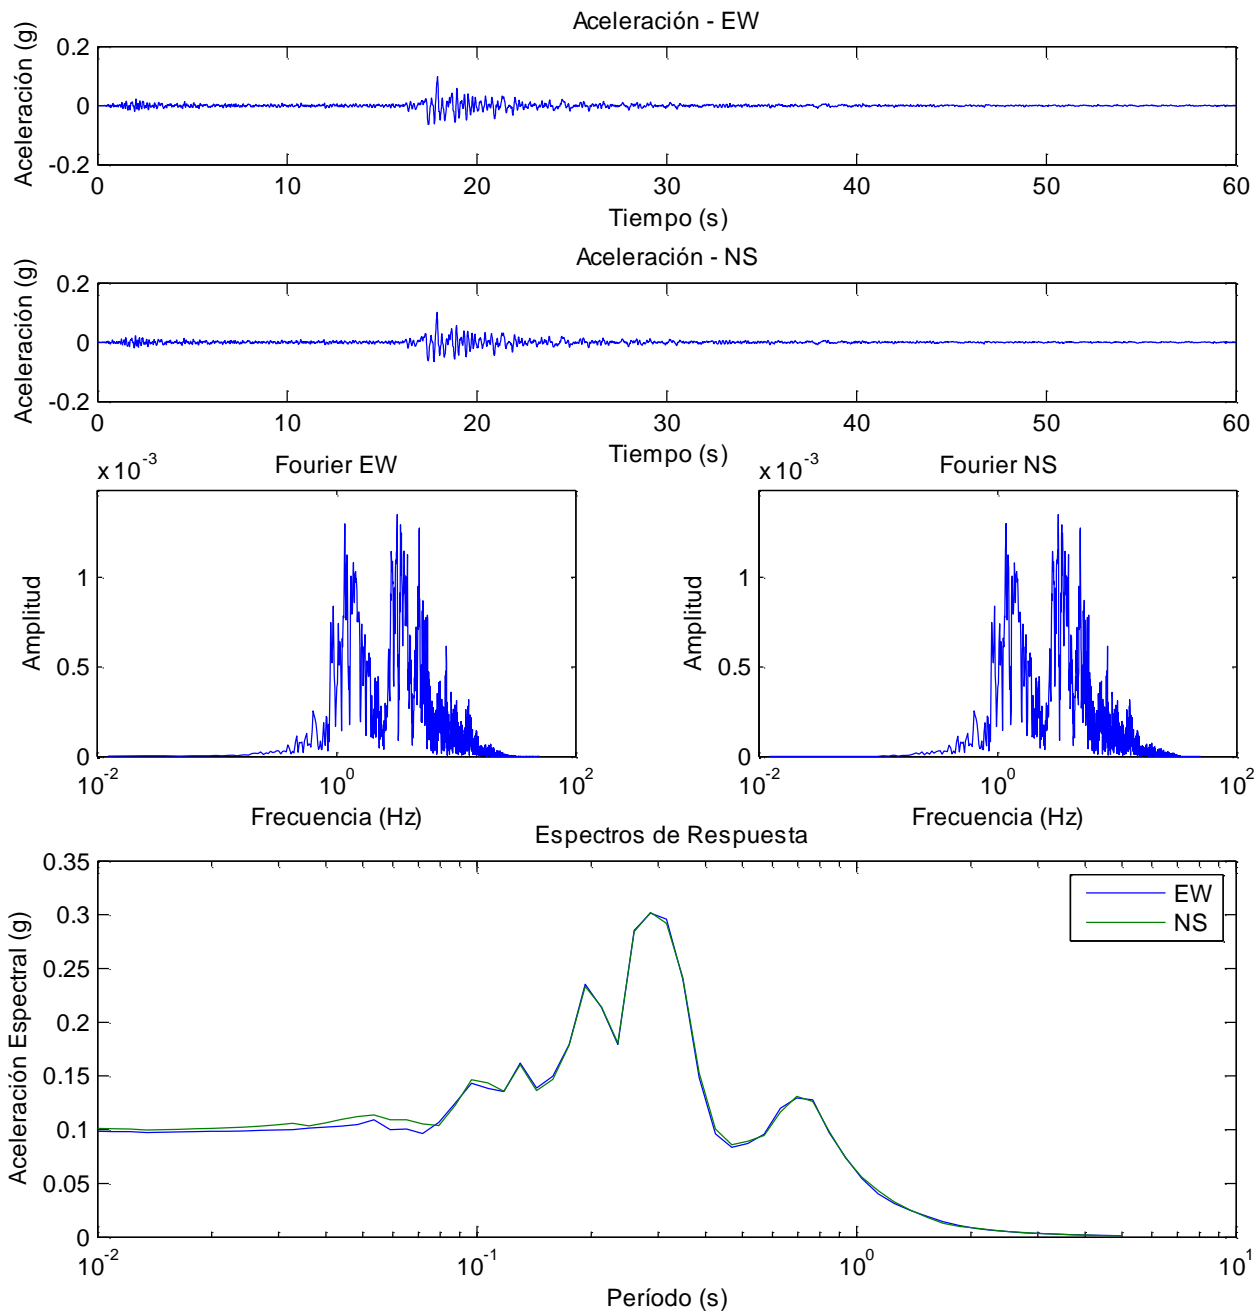 Aceleración - EW
Aceleración (g)
0.2
0
-0.2
0 10 20 30 40 50 60
Tiempo (s)
Aceleración - NS
Aceleración (g)
0.2
0
-0.2
0 10 20 30 40 50 60
Tiempo (s)
x 10-3
Fourier EW
Amplitud
1
0.5
0
10-2 100 102
Frecuencia (Hz)
x 10-3
Fourier NS
Amplitud
1
0.5
0
10-2 100 102
Frecuencia (Hz)
Espectros de Respuesta
Aceleración Espectral (g)
0.35
0.3
0.25
0.2
0.15
0.1
0.05
0
EW
NS
10-2 10-1 100 101
Período (s)